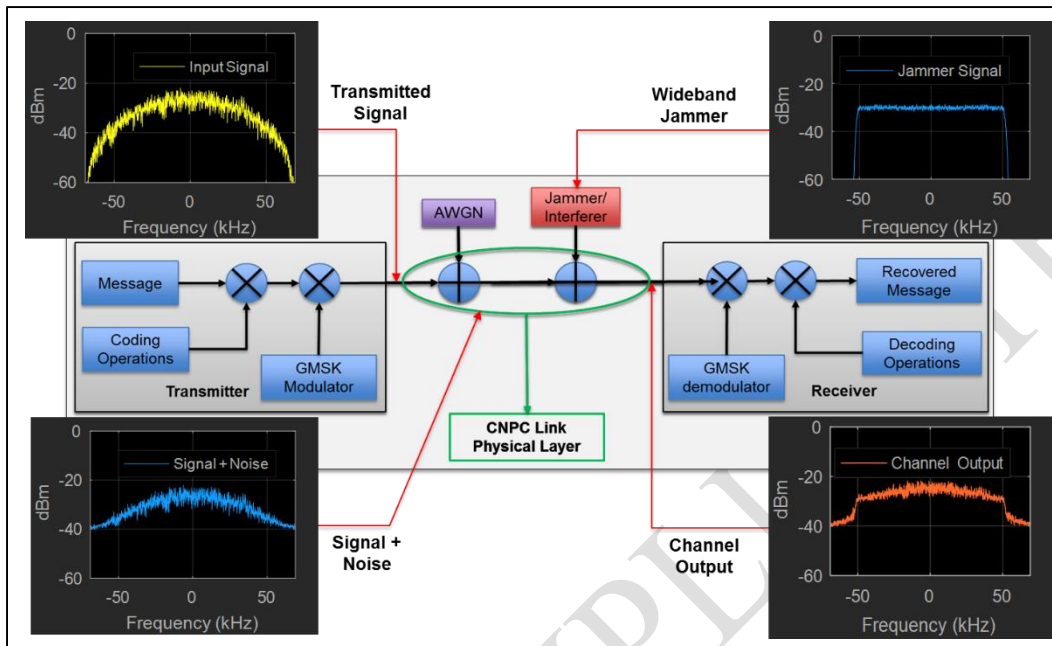 0
Input Signal
-20
dBm
-40
-60
-50
0
50
Frequency (kHz)
Transmitted
Signal
Wideband
Jammer
0
Jammer Signal
-20
dBm
-40
-60
-50
0
50
Frequency (kHz)
AWGN
Jammer/
Interferer
Message
Coding
Operations
GMSK
Modulator
Transmitter
Recovered
Message
GMSK
demodulator
Decoding
Operations
Receiver
CNPC Link
Physical Layer
0
Signal + Noise
-20
dBm
-40
-60
-50
0
50
Frequency (kHz)
Signal +
Noise
Channel
Output
0
Channel Output
-20
dBm
-40
-60
-50
0
50
Frequency (kHz)